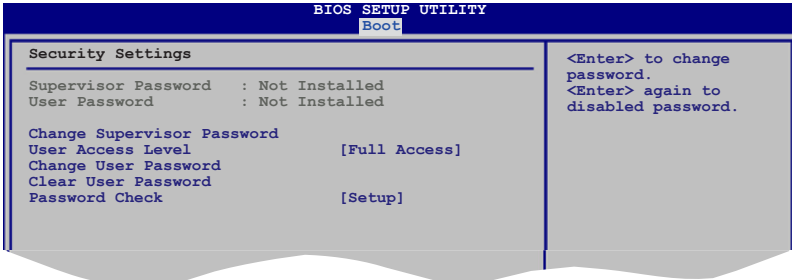 BIOS SETUP UTILITY
Boot
Security Settings
Supervisor Password : Not Installed
User Password : Not Installed
Change Supervisor Password
User Access Level [Full Access]
Change User Password
Clear User Password
Password Check [Setup]
<Enter> to change
password.
<Enter> again to
disabled password.